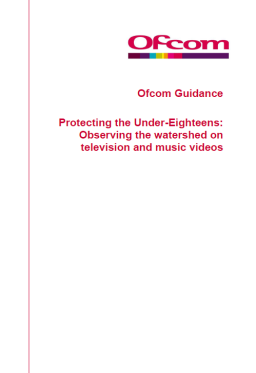 Ofcom
Ofcom Guidance
Protecting the Under-Eighteens:
Observing the watershed on
television and music videos